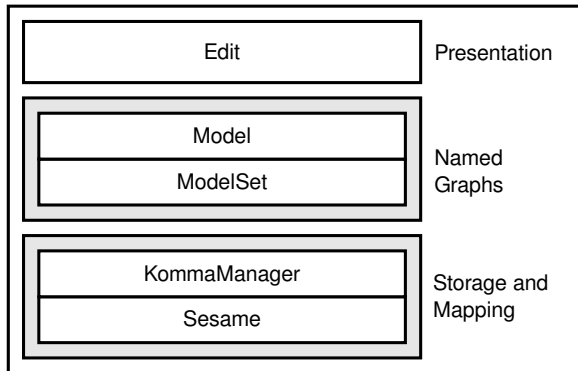 Edit
Presentation
Model
ModelSet
Named
Graphs
KommaManager
Sesame
Storage and
Mapping